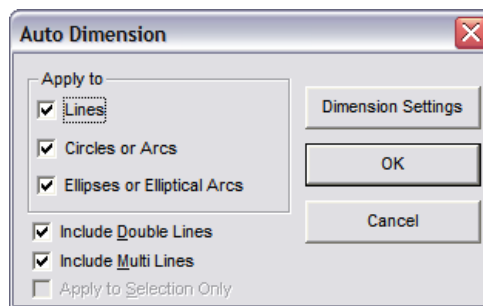 Auto Dimension
Apply to
Lines
Circles or Arcs
Ellipses or Elliptical Arcs
Include Double Lines
Include Multi Lines
Apply to Selection Only
Dimension Settings
OK
Cancel